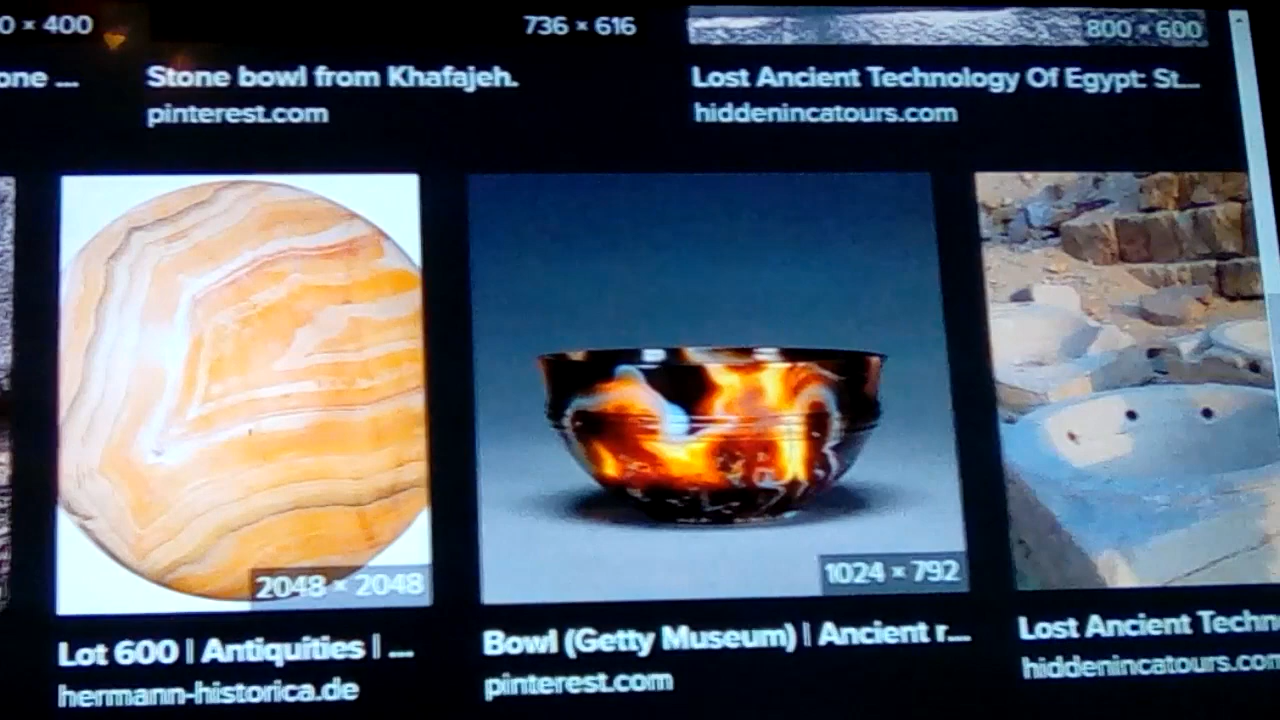 0 × 400
736 × 616
800 × 600
one ...
Stone bowl from Khafajeh.
pinterest.com
Lost Ancient Technology Of Egypt: St...
hiddenincatours.com
2048 × 2048
1024 × 792
Lot 600 | Antiquities | ...
hermann-historica.de
Bowl (Getty Museum) | Ancient r...
pinterest.com
Lost Ancient Techn
hiddenincatours.com